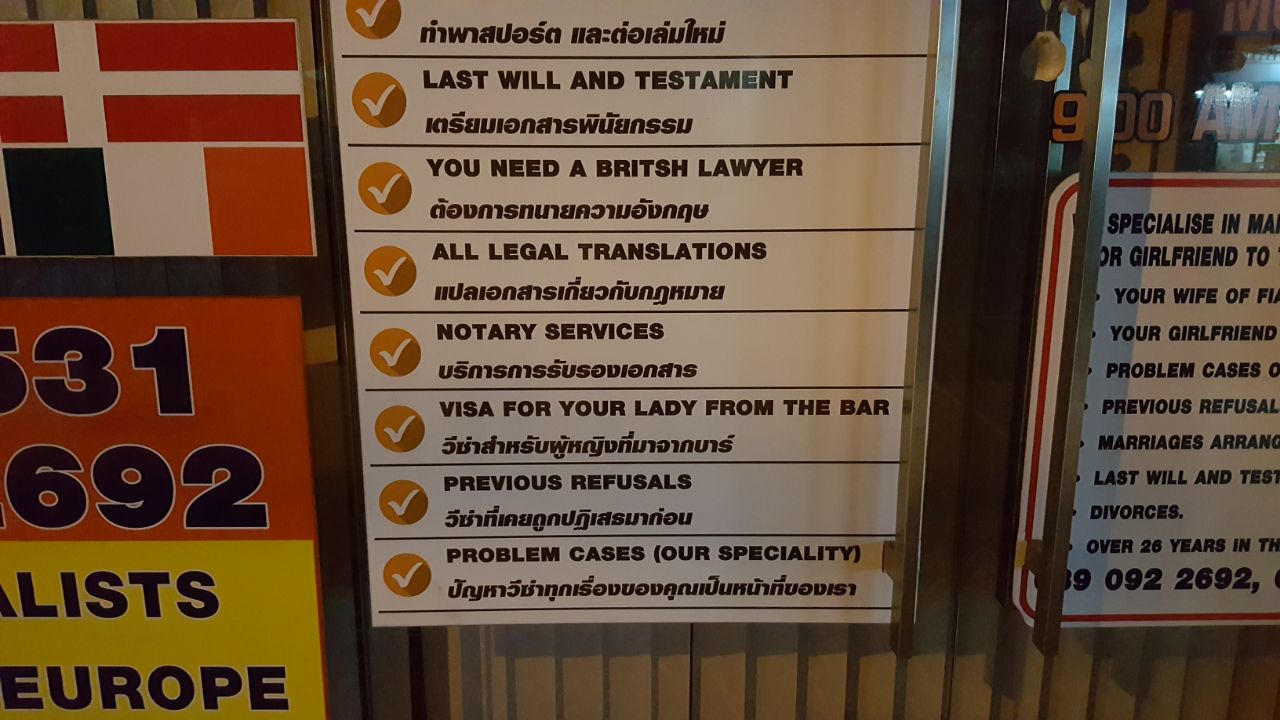 ทำพาสปอร์ต และต่อเล่มใหม่
LAST WILL AND TESTAMENT
เตรียมเอกสารพินัยกรรม
YOU NEED A BRITSH LAWYER
ต้องการทนายความอังกฤษ
ALL LEGAL TRANSLATIONS
แปลเอกสารเกี่ยวกับกฎหมาย
NOTARY SERVICES
บริการการรับรองเอกสาร
VISA FOR YOUR LADY FROM THE BAR
วีซ่าสำหรับผู้หญิงที่มาจากบาร์
PREVIOUS REFUSALS
วีซ่าที่เคยถูกปฏิเสธมาก่อน
PROBLEM CASES (OUR SPECIALITY)
ปัญหาวีซ่าทุกเรื่องของคุณเป็นหน้าที่ของเรา
531
692
ALISTS
EUROPE
9:00 AM
SPECIALISE IN
OR GIRLFRIEND TO
• YOUR WIFE OF
• YOUR GIRLFRIEND
• PROBLEM CASES
• PREVIOUS
• MARRIAGES
• LAST WILL AND
• DIVORCES.
• OVER 26 YEARS IN
092 2692,